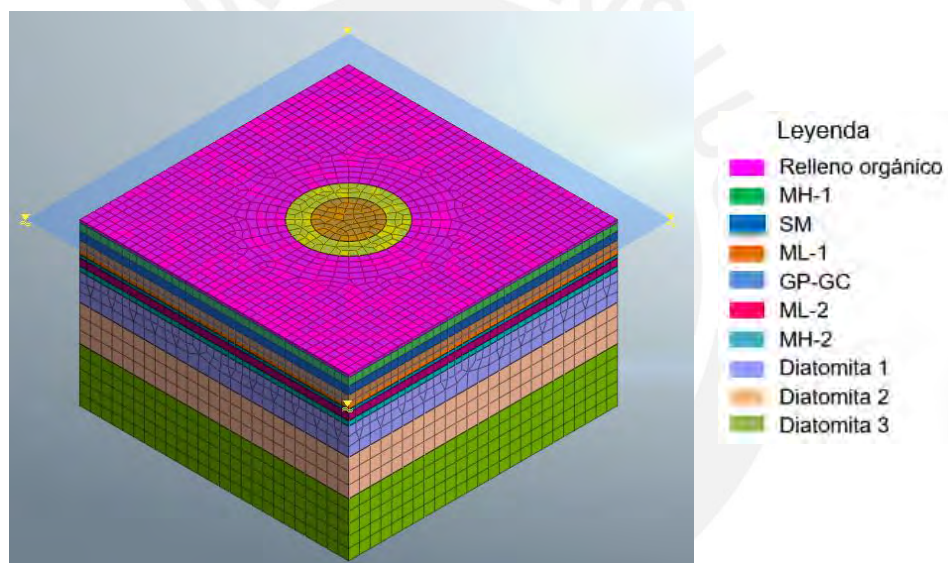 Leyenda
Relleno orgánico
MH-1
SM
ML-1
GP-GC
ML-2
MH-2
Diatomita 1
Diatomita 2
Diatomita 3